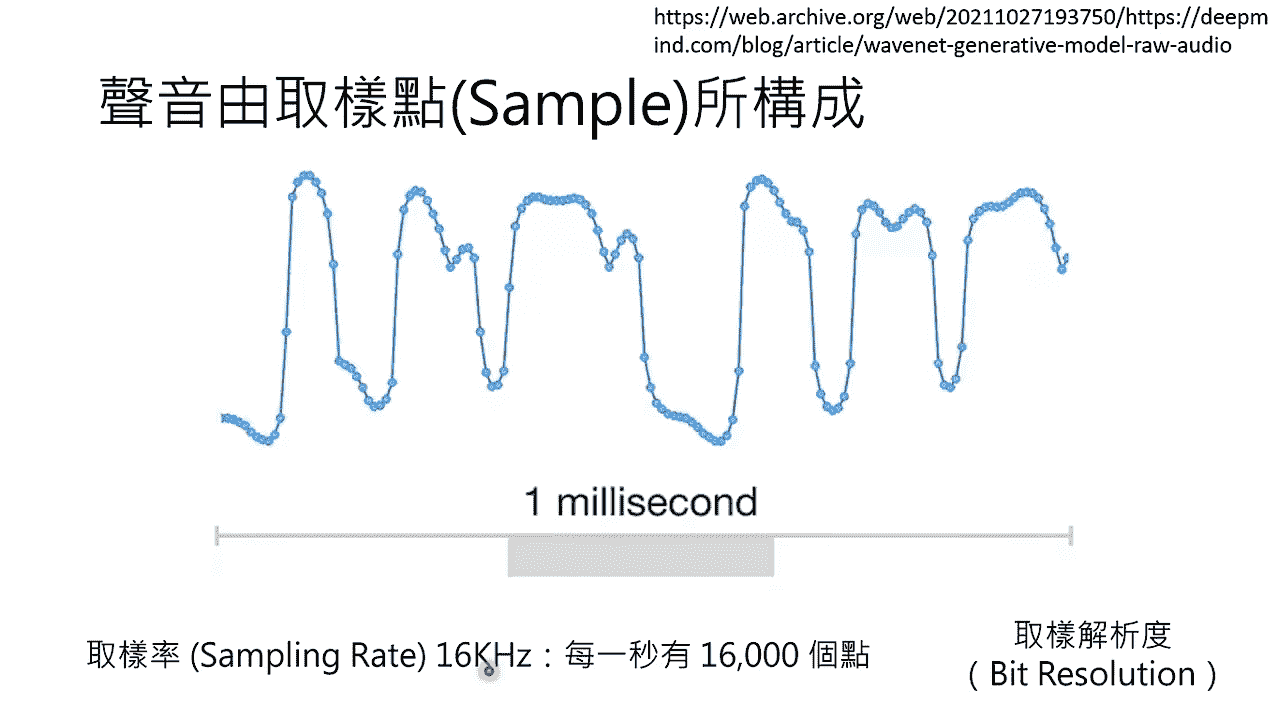 https://web.archive.org/web/20211027193750/https://deepm
ind.com/blog/article/wavenet-generative-model-raw-audio
聲音由取樣點(Sample)所構成
1 millisecond
取樣率 (Sampling Rate) 16KHz：每一秒有 16,000 個點
取樣解析度
( Bit Resolution )